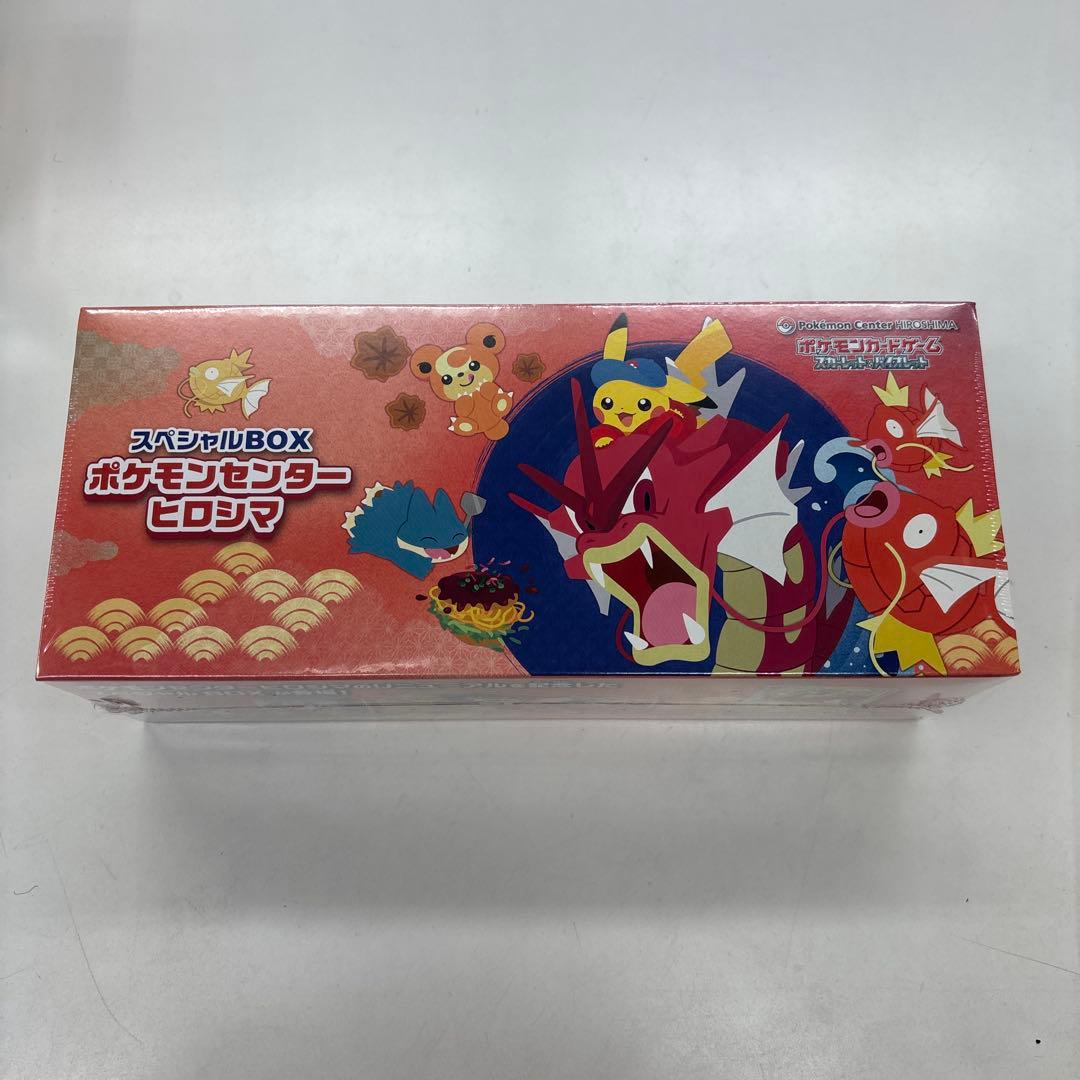 スペシャルBOX
ポケモンセンター
ヒロシマ
Pokémon Center HIROSHIMA
ポケモンカードゲーム
スカーレット&バイオレット